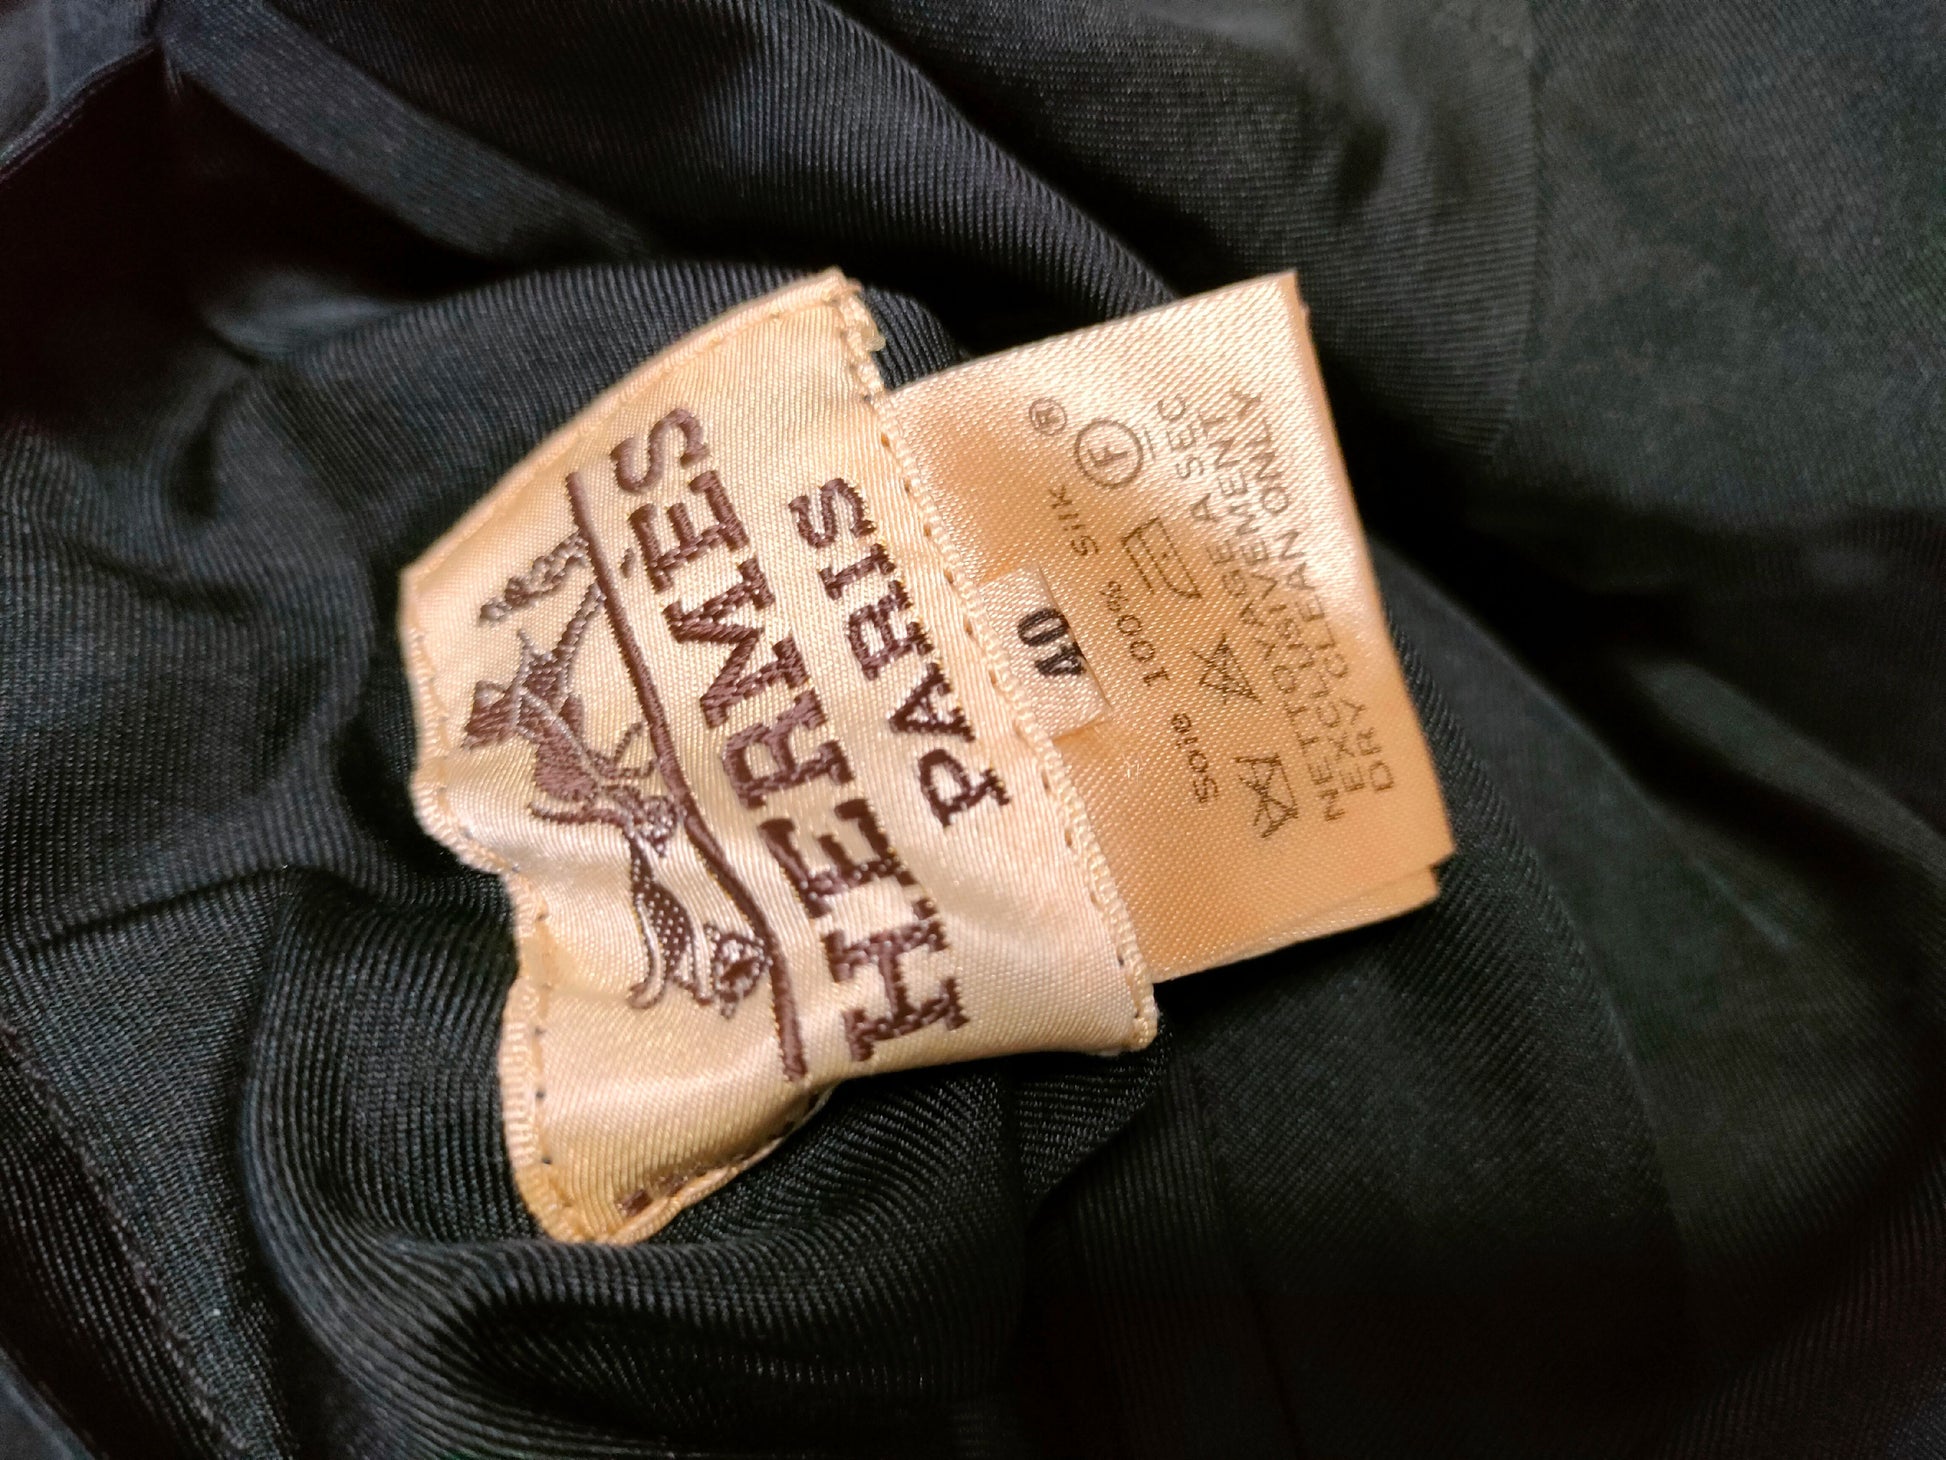 HERMÈS
PARIS
40
Soie 100% Silk ®
A F
NETTOYAGE A SEC
EXCLUSIVEMENT
DRY CLEAN ONLY